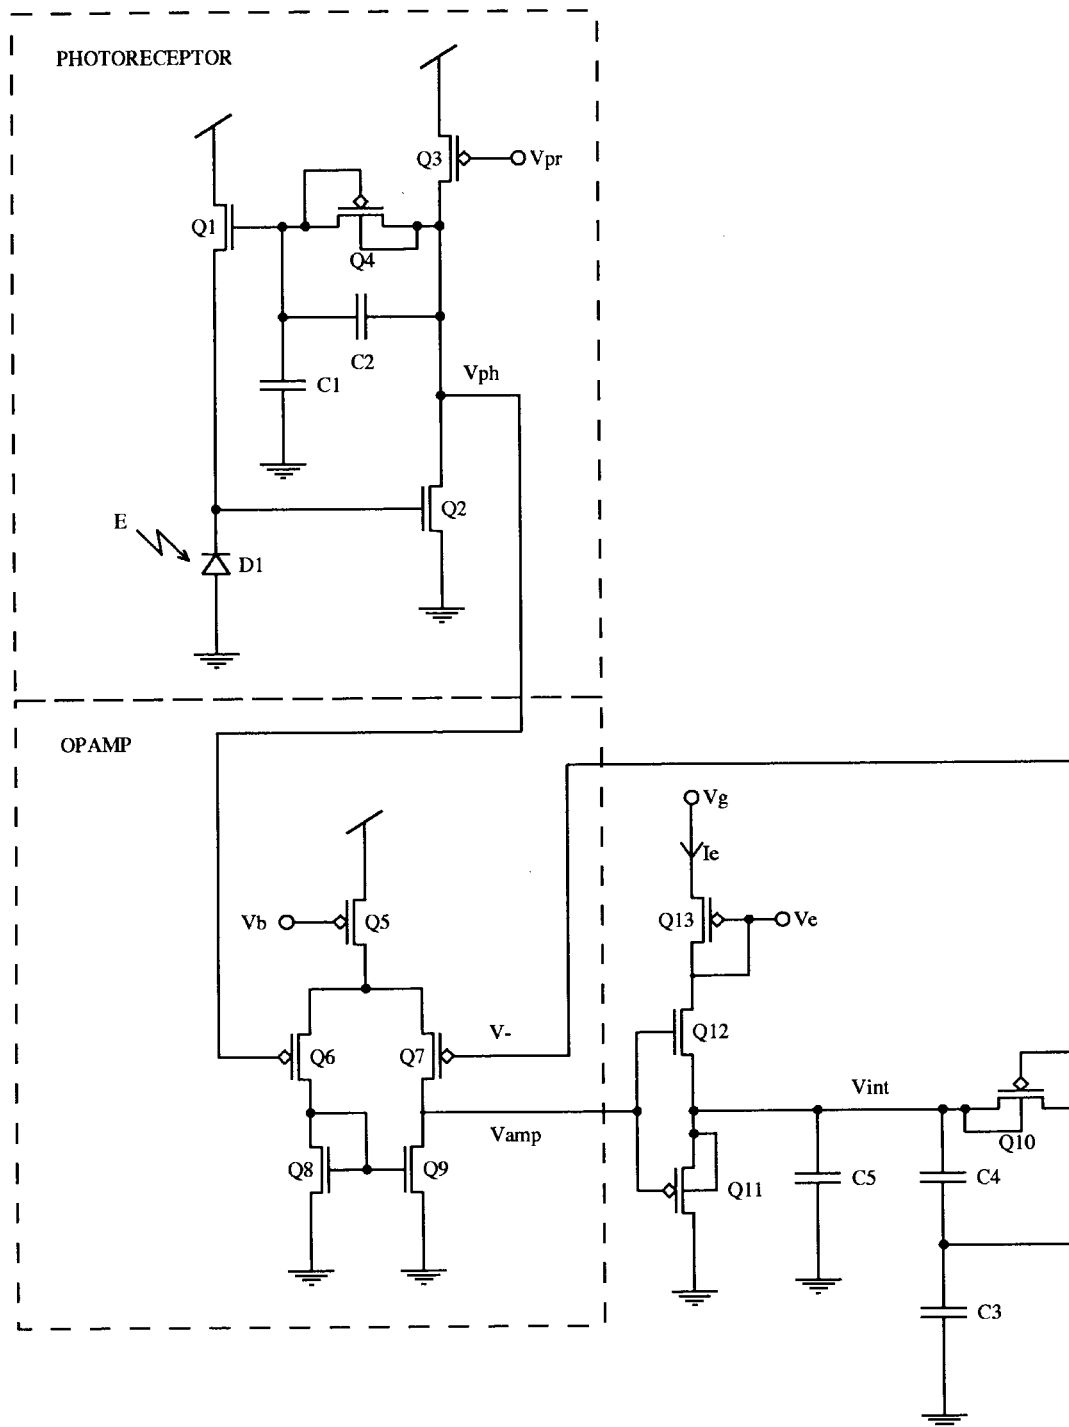 PHOTORECEPTOR
Q3
Vpr
Q1
Q4
C2
C1
Vph
Q2
E
D1
OPAMP
Vg
Ie
Vb
Q5
Q13
Ve
Q6
Q7
V-
Q12
Vint
Vamp
Q10
Q8
Q9
Q11
C5
C4
C3